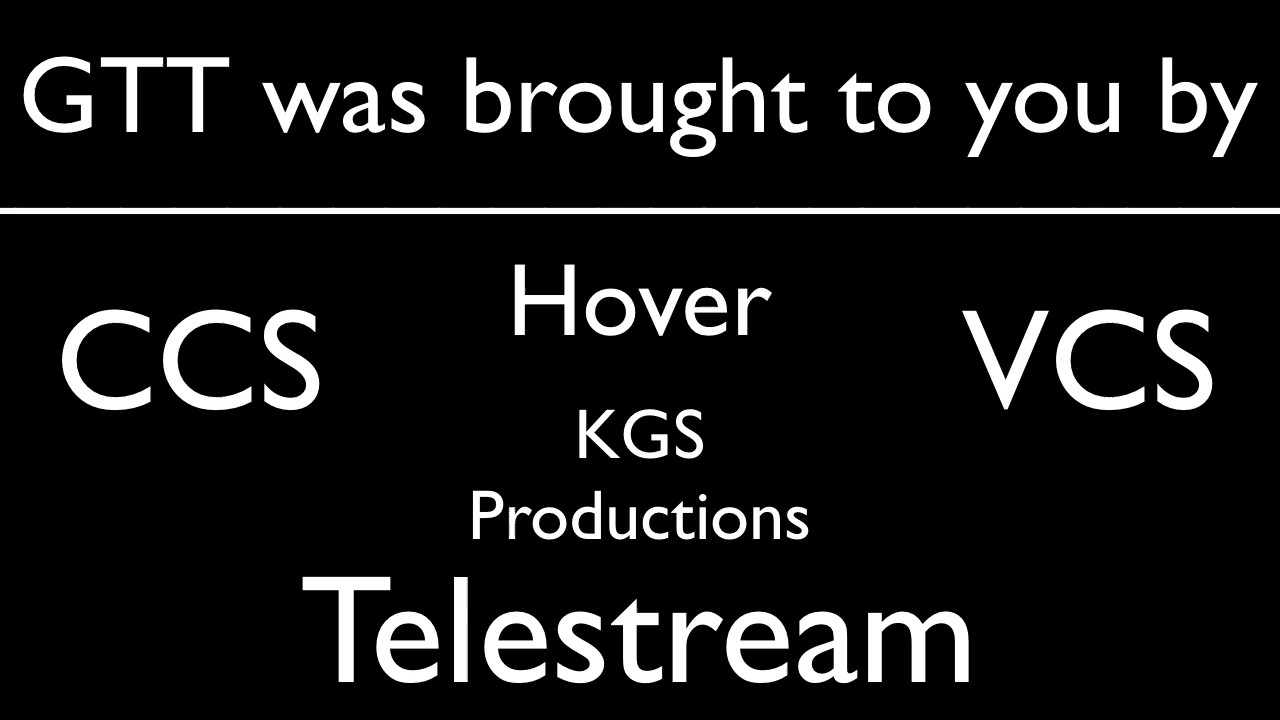 GTT was brought to you by
Hover
CCS
VCS
KGS
Productions
Telestream